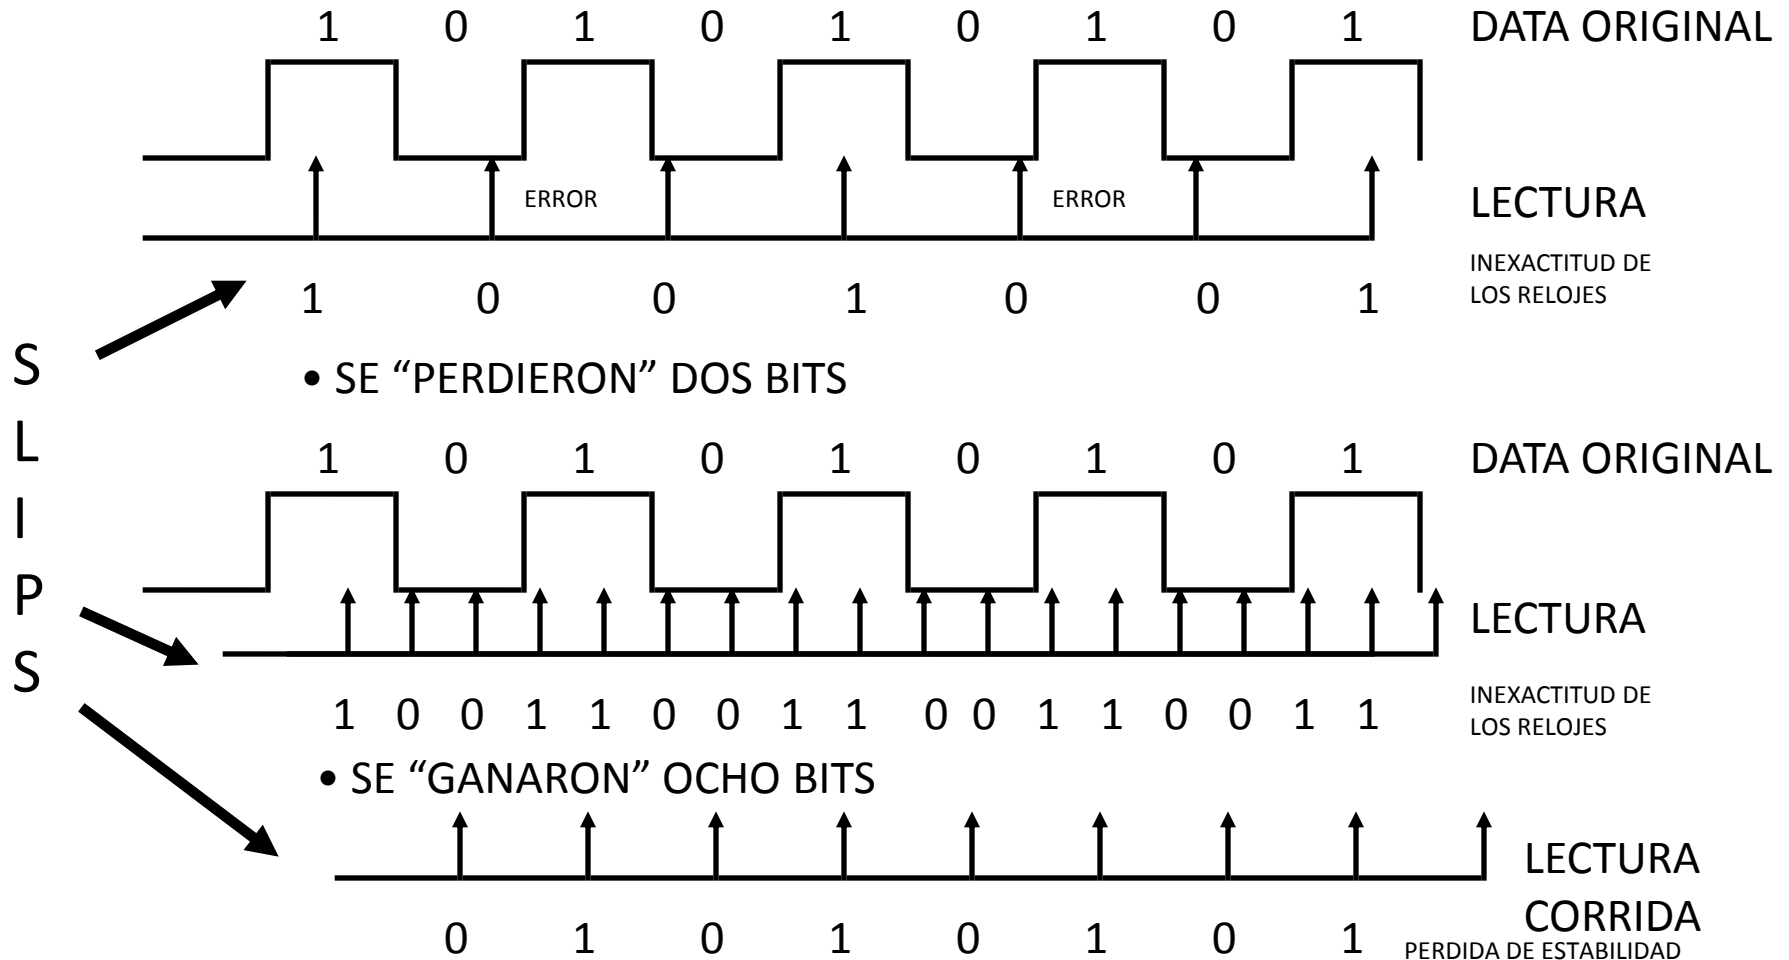 1 0 1 0 1 0 1 0 1 DATA ORIGINAL
ERROR ERROR LECTURA
INEXACTITUD DE
LOS RELOJES
1 0 0 1 0 0 1
S
L
I
P
S
• SE “PERDIERON” DOS BITS
1 0 1 0 1 0 1 0 1 DATA ORIGINAL
LECTURA
INEXACTITUD DE
LOS RELOJES
1 0 0 1 1 0 0 1 1 0 0 1 1 0 0 1 1
• SE “GANARON” OCHO BITS
LECTURA
CORRIDA
0 1 0 1 0 1 0 1
PERDIDA DE ESTABILIDAD